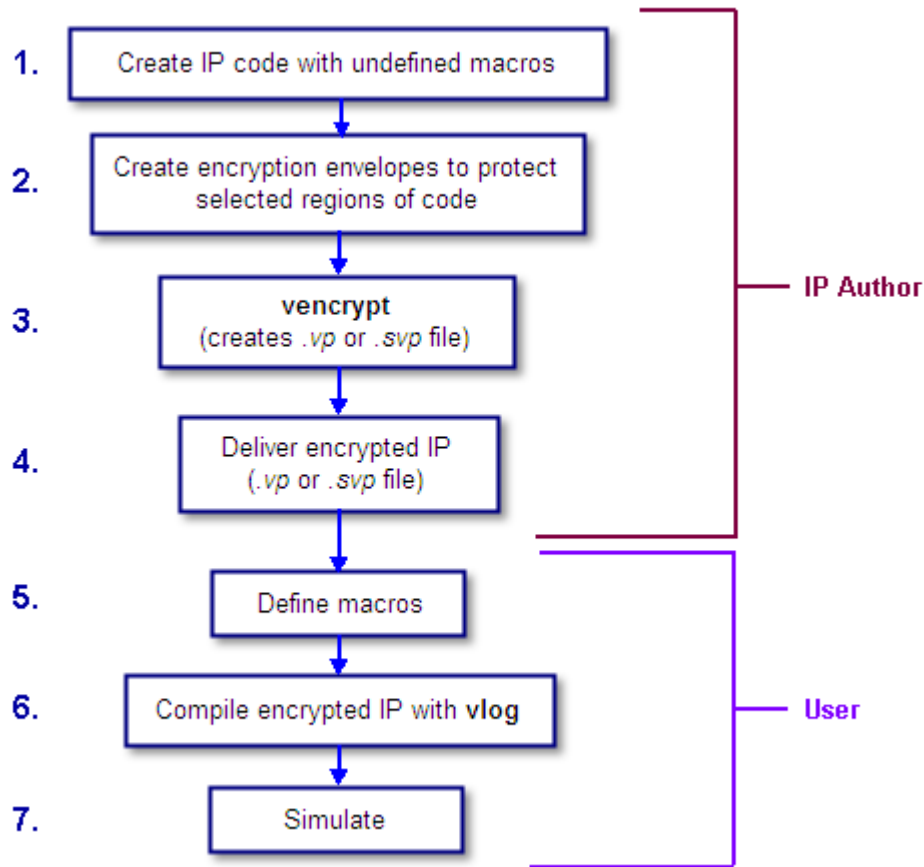 1.
Create IP code with undefined macros
2.
Create encryption envelopes to protect
selected regions of code
3.
vencrypt
(creates .vp or .svp file)
IP Author
4.
Deliver encrypted IP
(.vp or .svp file)
5.
Define macros
6.
Compile encrypted IP with vlog
User
7.
Simulate